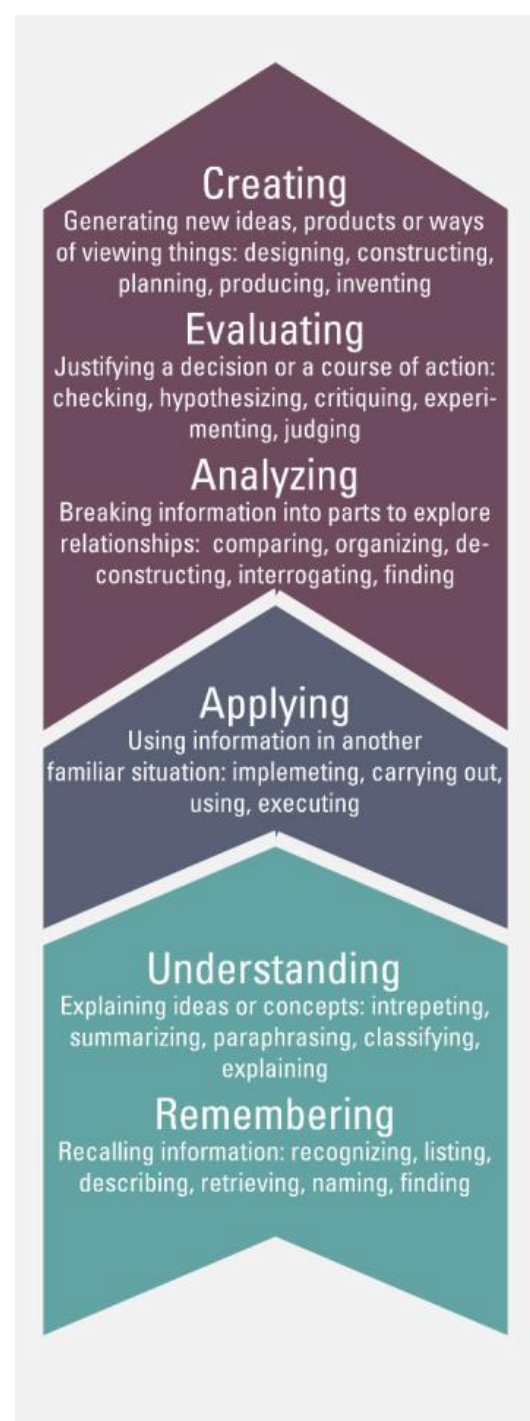 Creating
Generating new ideas, products or ways
of viewing things: designing, constructing,
planning, producing, inventing
Evaluating
Justifying a decision or a course of action:
checking, hypothesizing, critiquing, experi-
menting, judging
Analyzing
Breaking information into parts to explore
relationships:  comparing, organizing, de-
constructing, interrogating, finding
Applying
Using information in another
familiar situation: implemeting, carrying out,
using, executing
Understanding
Explaining ideas or concepts: intrepeting,
summarizing, paraphrasing, classifying,
explaining
Remembering
Recalling information: recognizing, listing,
describing, retrieving, naming, finding